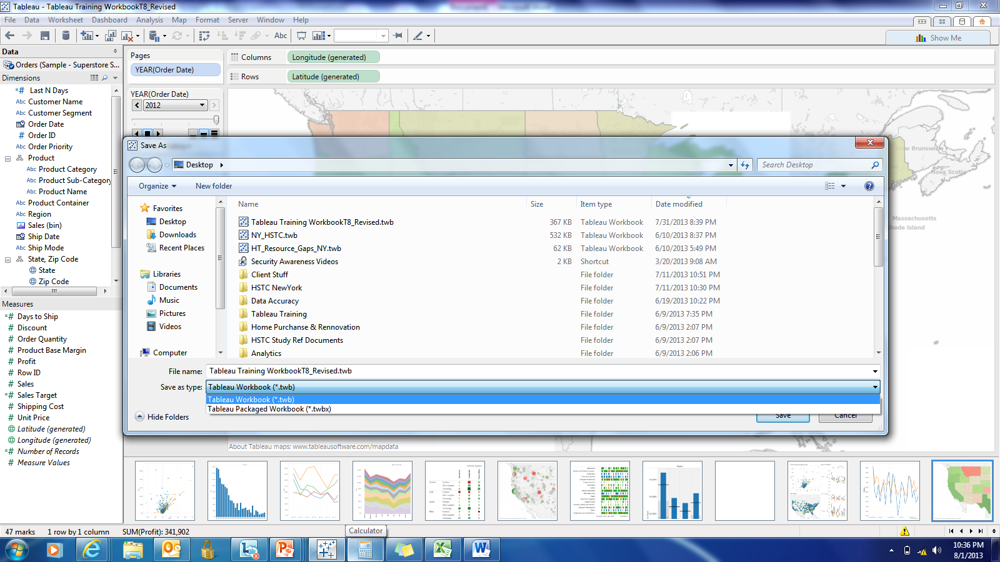 Tableau - Tableau Training WorkbookT8_Revised
File Data Worksheet Dashboard Analysis Map Format Server Window Help
Abc
Show Me
Data
Orders (Sample - Superstore S...
Dimensions
Last N Days
Abc Customer Name
Abc Customer Segment
Order Date
# Order ID
Abc Order Priority
Product
Abc Product Category
Abc Product Sub-Category
Abc Product Name
Abc Product Container
Abc Region
Sales (bin)
Ship Date
Abc Ship Mode
State, Zip Code
State
Zip Code
Measures
=# Days to Ship
# Discount
# Order Quantity
# Product Base Margin
# Profit
# Row ID
# Sales
=# Sales Target
# Shipping Cost
# Unit Price
Latitude (generated)
Longitude (generated)
=# Number of Records
# Measure Values
Pages
YEAR(Order Date)
YEAR(Order Date)
2012
Columns Longitude (generated)
Rows Latitude (generated)
New Brunswick
Nova Scotia
Massachusetts
hode Island
Save As
Desktop
Search Desktop
Organize New folder
Favorites
Desktop
Downloads
Recent Places
Libraries
Documents
Music
Pictures
Videos
Computer
Name Size Item type Date modified
Tableau Training WorkbookT8_Revised.twb 367 KB Tableau Workbook 7/31/2013 8:39 PM
NY_HSTC.twb 532 KB Tableau Workbook 6/10/2013 8:37 PM
HT_Resource_Gaps_NY.twb 62 KB Tableau Workbook 6/10/2013 5:49 PM
Security Awareness Videos 2 KB Shortcut 3/20/2013 9:08 AM
Client Stuff File folder 7/11/2013 10:51 PM
HSTC NewYork File folder 7/11/2013 10:30 PM
Data Accuracy File folder 6/19/2013 10:22 PM
Tableau Training File folder 6/9/2013 7:35 PM
Home Purchanse & Rennovation File folder 6/9/2013 2:07 PM
HSTC Study Ref Documents File folder 6/9/2013 2:07 PM
Analytics File folder 6/9/2013 2:06 PM
File name: Tableau Training WorkbookT8_Revised.twb
Save as type: Tableau Workbook (*.twb)
Tableau Workbook (*.twb)
Tableau Packaged Workbook (*.twbx)
Hide Folders
Save Cancel
About Tableau maps: www.tableausoftware.com/mapdata
47 marks 1 row by 1 column SUM(Profit): 341,902
Calculator
10:36 PM
8/1/2013